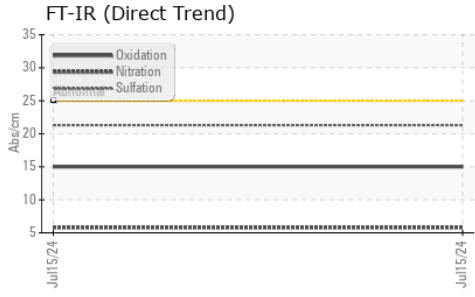 FT-IR (Direct Trend)
35
30
25
20
15
10
5
Abs/cm
Oxidation
Nitration
Sulfation
Abnormal
Jul15/24
Jul15/24